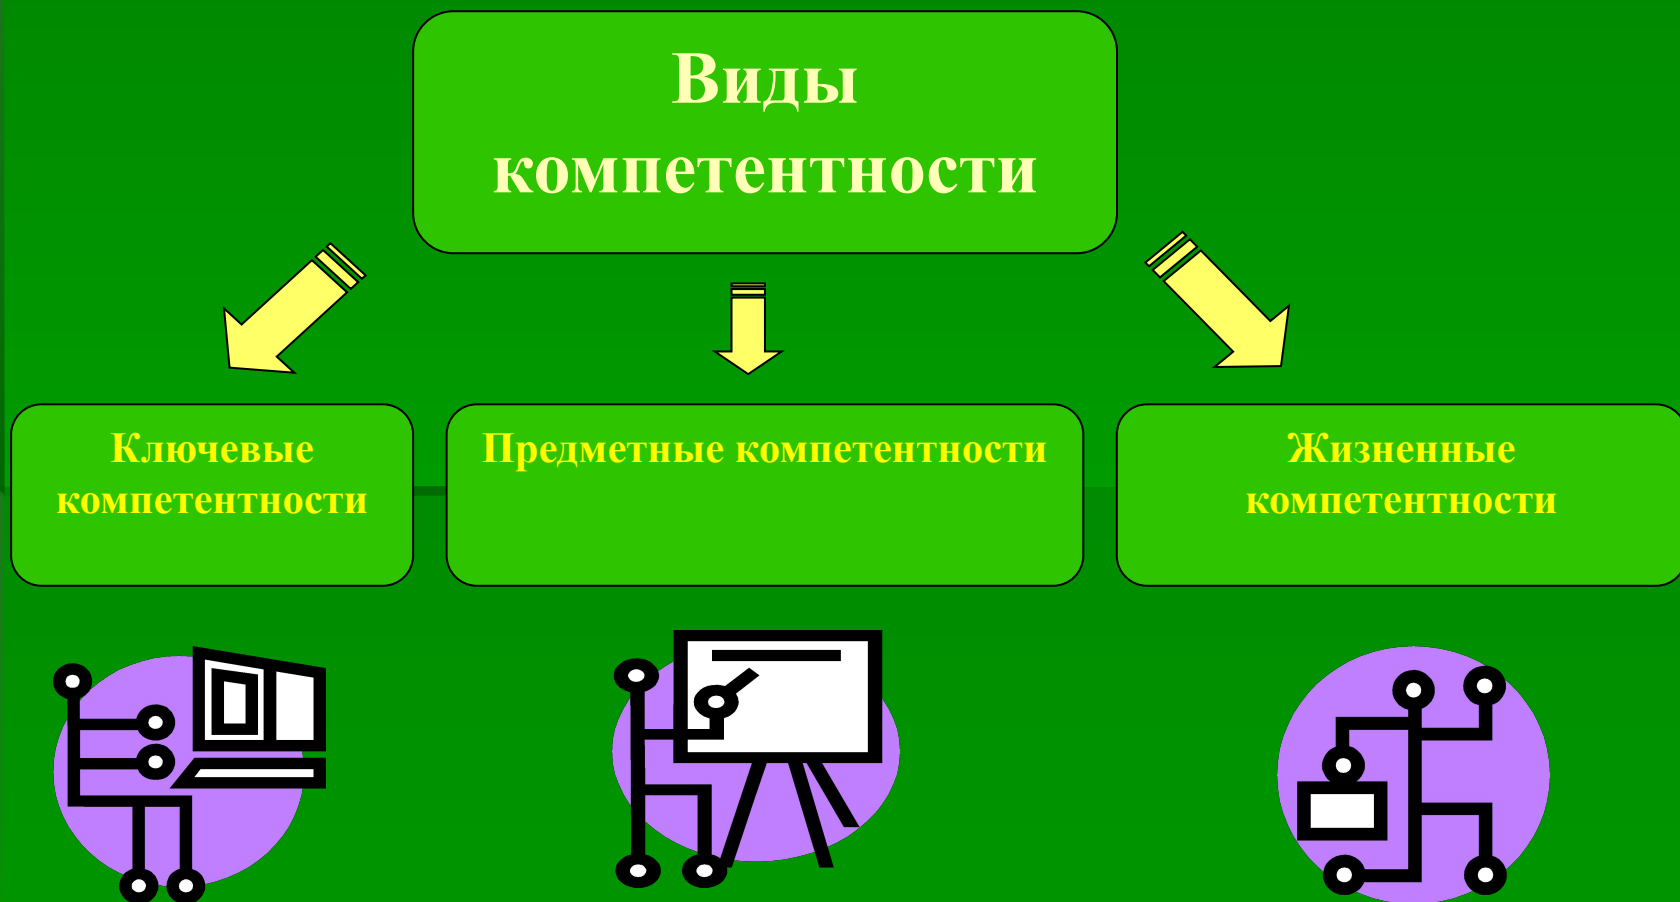 Виды
компетентности
Ключевые
компетентности
Предметные компетентности
Жизненные
компетентности